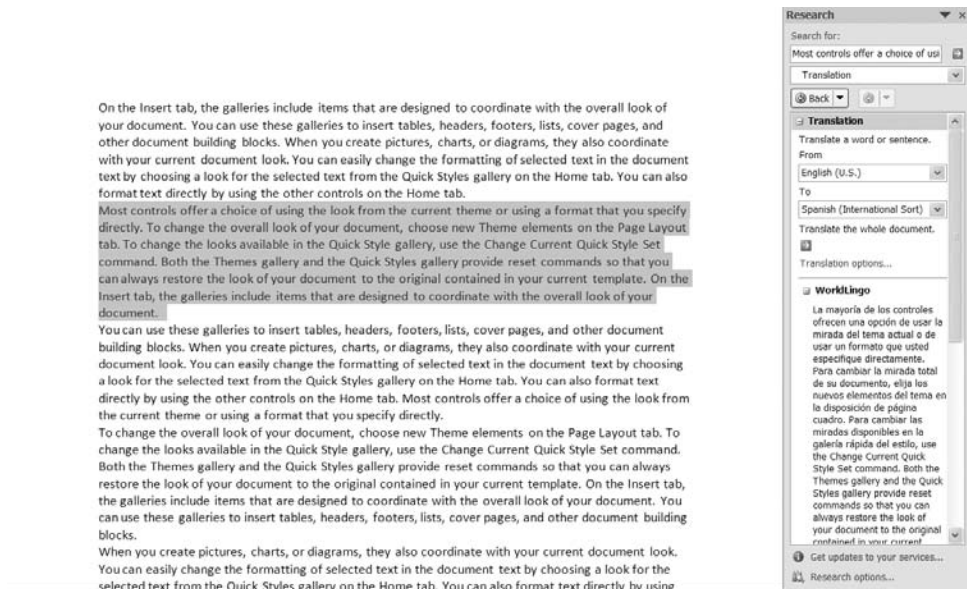 On the Insert tab, the galleries include items that are designed to coordinate with the overall look of
your document. You can use these galleries to insert tables, headers, footers, lists, cover pages, and
other document building blocks. When you create pictures, charts, or diagrams, they also coordinate
with your current document look. You can easily change the formatting of selected text in the document
text by choosing a look for the selected text from the Quick Styles gallery on the Home tab. You can also
format text directly by using the other controls on the Home tab.
Most controls offer a choice of using the look from the current theme or using a format that you specify
directly. To change the overall look of your document, choose new Theme elements on the Page Layout
tab. To change the looks available in the Quick Style gallery, use the Change Current Quick Style Set
command. Both the Themes gallery and the Quick Styles gallery provide reset commands so that you
can always restore the look of your document to the original contained in your current template. On the
Insert tab, the galleries include items that are designed to coordinate with the overall look of your
document.
You can use these galleries to insert tables, headers, footers, lists, cover pages, and other document
building blocks. When you create pictures, charts, or diagrams, they also coordinate with your current
document look. You can easily change the formatting of selected text in the document text by choosing
a look for the selected text from the Quick Styles gallery on the Home tab. You can also format text
directly by using the other controls on the Home tab. Most controls offer a choice of using the look from
the current theme or using a format that you specify directly.
To change the overall look of your document, choose new Theme elements on the Page Layout tab. To
change the looks available in the Quick Style gallery, use the Change Current Quick Style Set command.
Both the Themes gallery and the Quick Styles gallery provide reset commands so that you can always
restore the look of your document to the original contained in your current template. On the Insert tab,
the galleries include items that are designed to coordinate with the overall look of your document. You
can use these galleries to insert tables, headers, footers, lists, cover pages, and other document building
blocks.
When you create pictures, charts, or diagrams, they also coordinate with your current document look.
You can easily change the formatting of selected text in the document text by choosing a look for the
selected text from the Quick Styles gallery on the Home tab. You can also format text directly by using
Research
Search for:
Most controls offer a choice of usi
Translation
Back
Translation
Translate a word or sentence.
From
English (U.S.)
To
Spanish (International Sort)
Translate the whole document.
Translation options...
WorldLingo
La mayoría de los controles
ofrecen una opción de usar la
mirada del tema actual o de
usar un formato que usted
especifique directamente.
Para cambiar la mirada total
de su documento, elija los
nuevos elementos del tema en
la disposición de página
cuadro. Para cambiar las
miradas disponibles en la
galería rápida del estilo, use
the Change Current Quick
Style Set command. Both the
Themes gallery and the Quick
Styles gallery provide reset
commands so that you can
always restore the look of
your document to the original
contained in your current
Get updates to your services...
Research options...